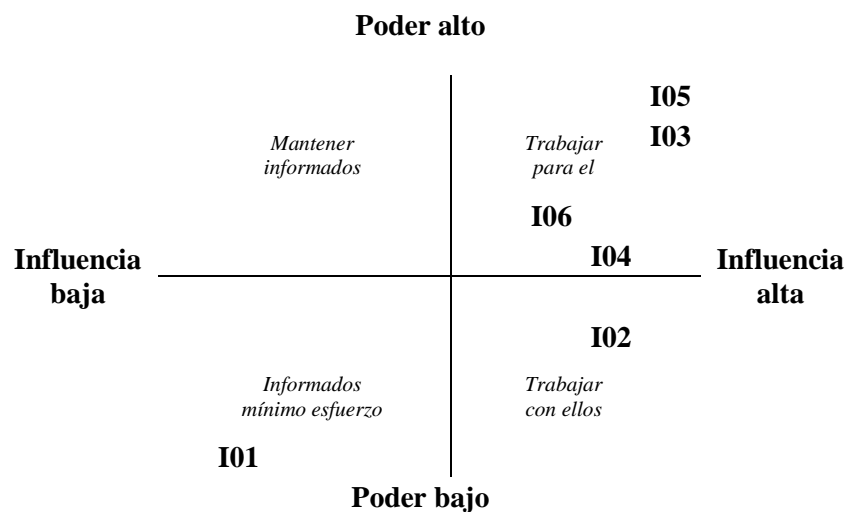 Poder alto
I05
Mantener
informados
Trabajar
para el
I03
I06
Influencia
baja
I04
Influencia
alta
I02
Informados
mínimo esfuerzo
Trabajar
con ellos
I01
Poder bajo